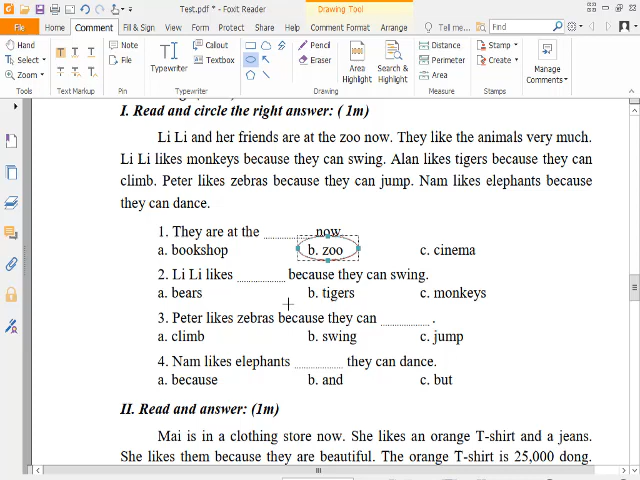 Test.pdf * - Foxit Reader
Drawing Tool
File
Home
Comment
Fill & Sign
View
Form
Protect
Share
Help
Comment Format
Arrange
Tell me...
Find
Hand
Select
Zoom
Tools
Text Markup
Note
File
Pin
Typewriter
Callout
Textbox
Typewriter
Drawing
Pencil
Eraser
Area Highlight
Search & Highlight
Distance
Perimeter
Area
Measure
Stamp
Create
Stamps
Manage Comments
I. Read and circle the right answer: ( 1m)
Li Li and her friends are at the zoo now. They like the animals very much.
Li Li likes monkeys because they can swing. Alan likes tigers because they can
climb. Peter likes zebras because they can jump. Nam likes elephants because
they can dance.
1. They are at the ............ now.
a. bookshop b. zoo c. cinema
2. Li Li likes ............ because they can swing.
a. bears b. tigers c. monkeys
3. Peter likes zebras because they can ............ .
a. climb b. swing c. jump
4. Nam likes elephants ............ they can dance.
a. because b. and c. but
II. Read and answer: (1m)
Mai is in a clothing store now. She likes an orange T-shirt and a jeans.
She likes them because they are beautiful. The orange T-shirt is 25,000 dong.